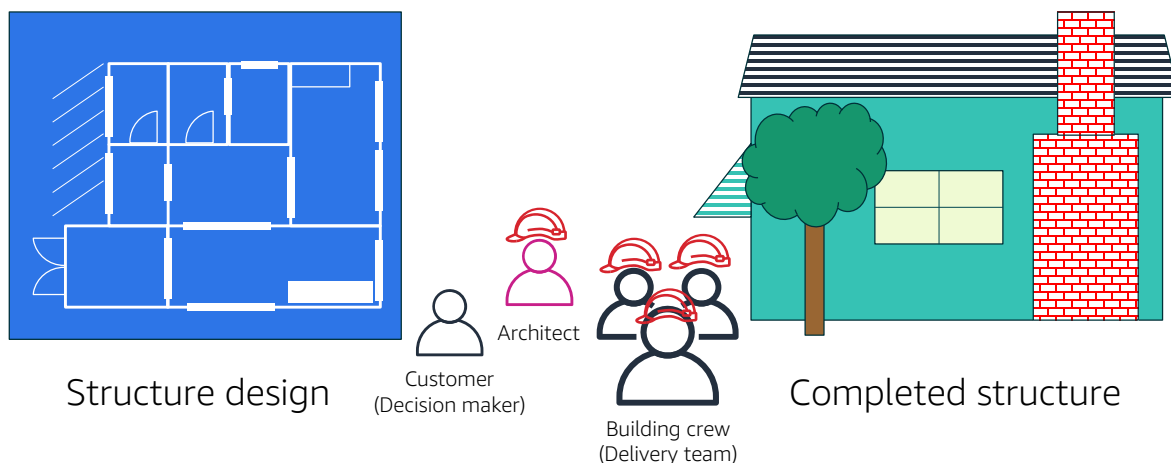 Structure design
Customer
(Decision maker)
Architect
Building crew
(Delivery team)
Completed structure